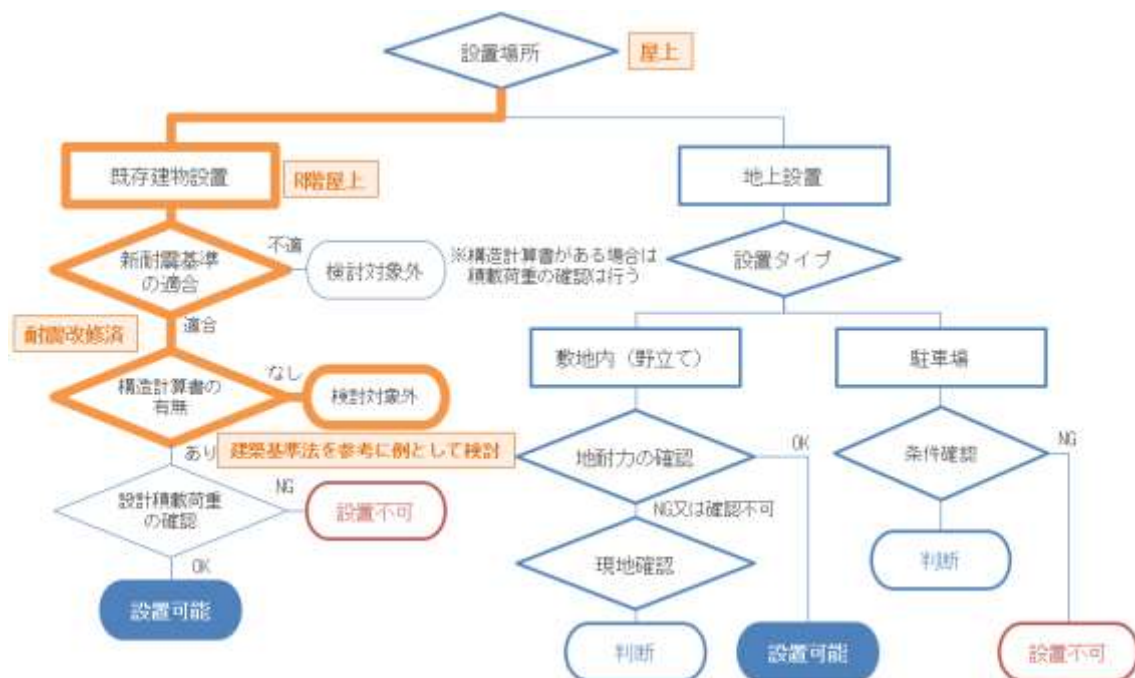 設置場所
屋上
既存建物設置
R階屋上
地上設置
新耐震基準
の適合
不適
検討対象外
※構造計算書がある場合は
積載荷重の確認は行う
設置タイプ
適合
耐震改修済
敷地内（野立て）
駐車場
構造計算書の
有無
なし
検討対象外
あり
建築基準法を参考に例として検討
地耐力の確認
OK
条件確認
NG
設計積載荷重
の確認
NG
設置不可
NG又は確認不可
現地確認
判断
OK
設置可能
判断
設置可能
設置不可